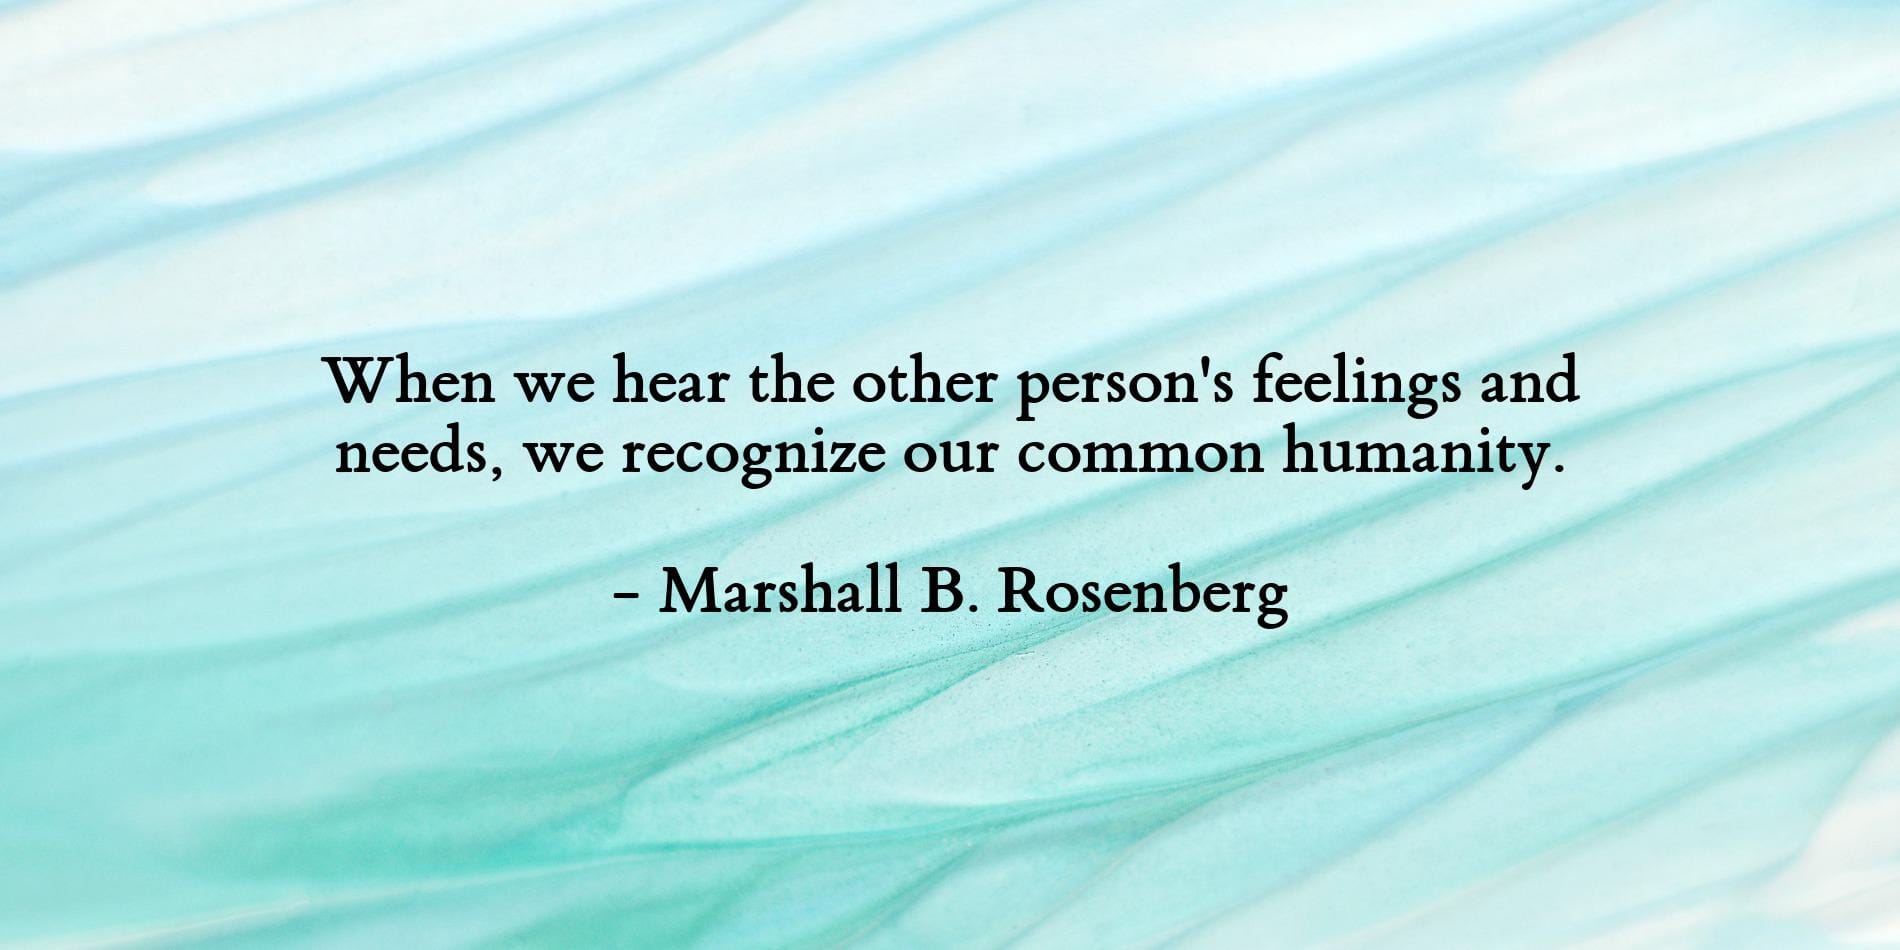 When we hear the other person's feelings and
needs, we recognize our common humanity.
- Marshall B. Rosenberg